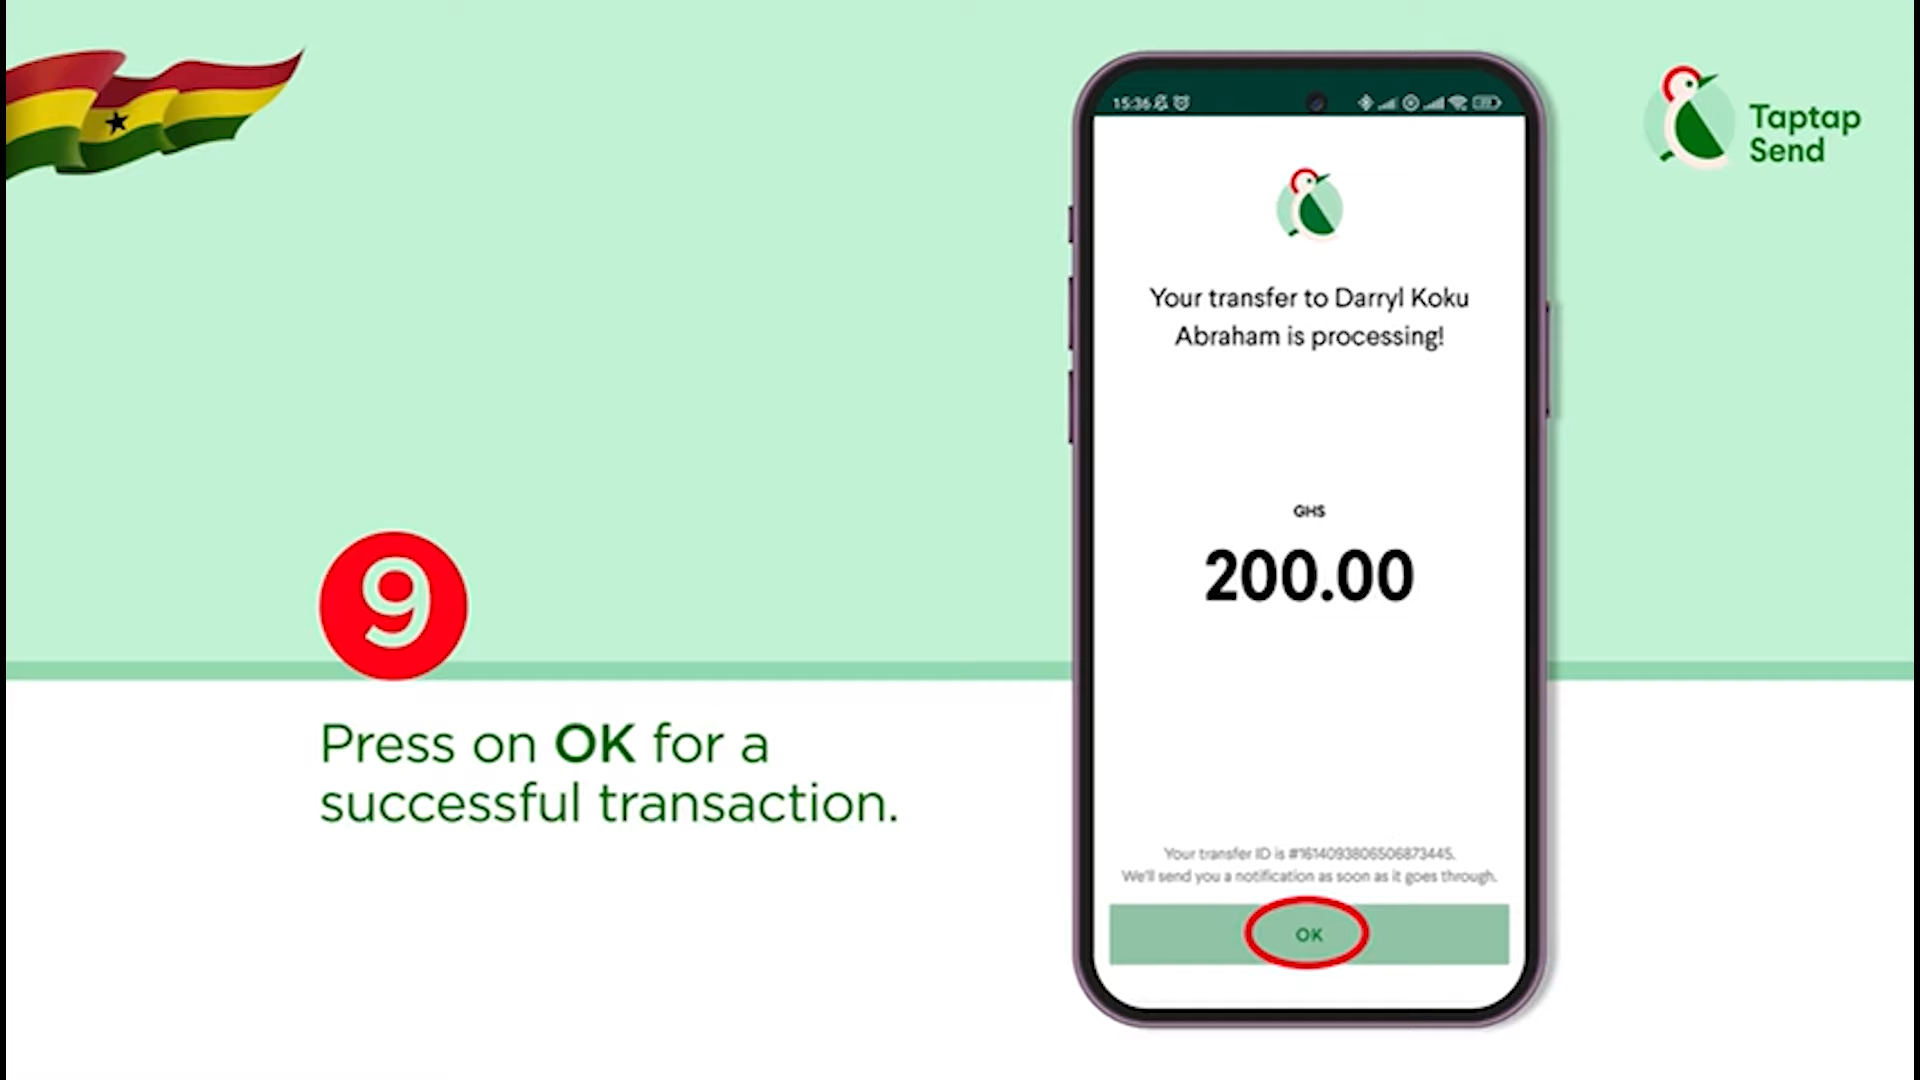 Taptap
Send
15:36
Your transfer to Darryl Koku
Abraham is processing!
GHS
200.00
9
Press on OK for a
successful transaction.
Your transfer ID is #1614093806506873445.
We'll send you a notification as soon as it goes through.
OK